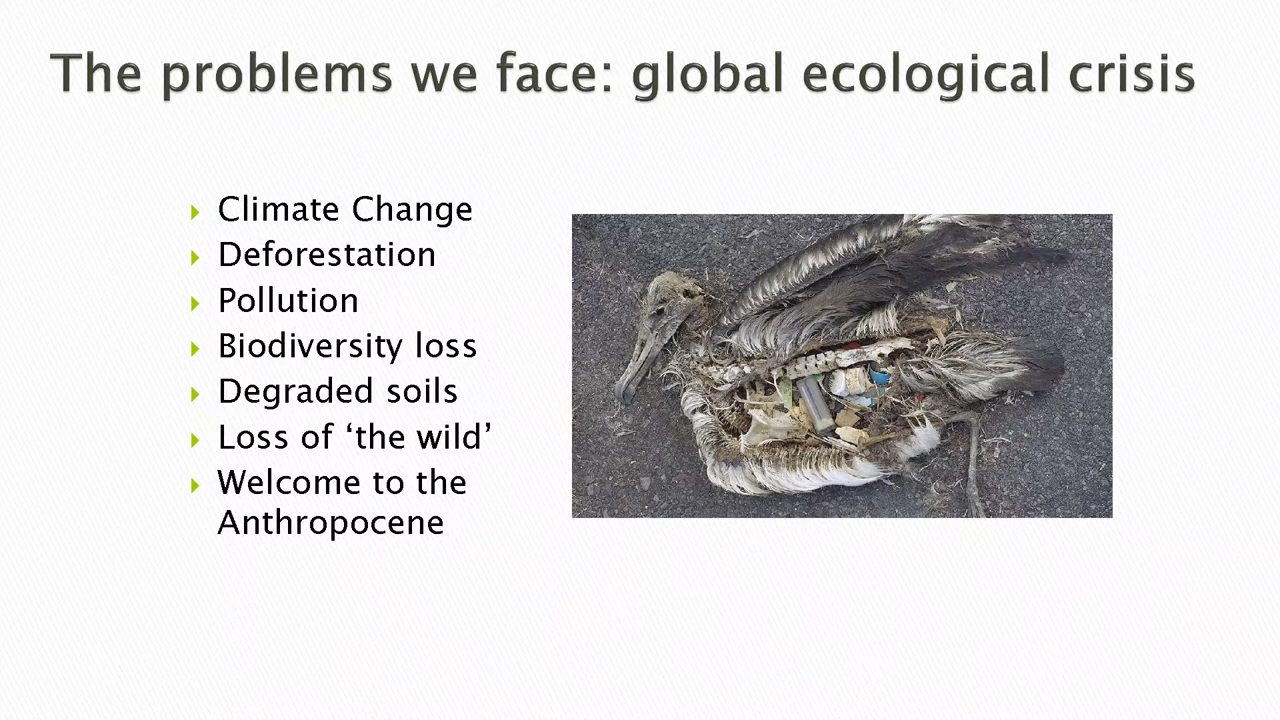 The problems we face: global ecological crisis
Climate Change
Deforestation
Pollution
Biodiversity loss
Degraded soils
Loss of ‘the wild’
Welcome to the
Anthropocene